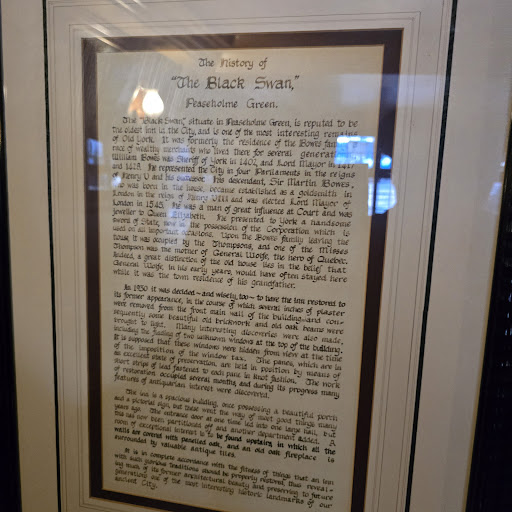 The History of
"The Black Swan,"
Peaseholme Green.
The "Black Swan," situate in Peaseholme Green, is reputed to be
the oldest inn in the City, and is one of the most interesting remains
of Old York. It was formerly the residence of the Bowes family
race of wealthy merchants who lived there for several generations
William Bowes was Sheriff of York in 1402, and Lord Mayor in 1417
and 1428. He represented the City in four Parliaments in the reigns
of Henry V and his successor. His descendant, Sir Martin Bowes,
who was born in the house, became established as a goldsmith in
London in the reign of Henry VIII and was elected Lord Mayor of
London in 1545. He was a man of great influence at Court and was
jeweller to Queen Elizabeth. He presented to York a handsome
sword of State, now in the possession of the Corporation which is
used on all important occasions. Upon the Bowes family leaving the
house, it was occupied by the Thompsons, and one of the Misses
Thompson was the mother of General Wolfe, the hero of Quebec.
Indeed, a great distinction of the old house lies in the belief that
General Wolfe, in his early years, would have often stayed here
while it was the town residence of his grandfather.
In 1930 it was decided — and wisely, too — to have the inn restored to
its former appearance, in the course of which several inches of plaster
were removed from the front main wall of the building—and con-
sequently some beautiful old brickwork and old oak beams were
brought to light. Many interesting discoveries were also made,
including the finding of two unknown windows at the top of the building.
It is supposed that these windows were hidden from view at the time
of the imposition of the window tax. The panes, which are in
an excellent state of preservation, are held in position by means of
short strips of lead fastened to each pane in knot fashion. The work
of restoration occupied several months, and during its progress many
features of antiquarian interest were discovered.
The inn is a spacious building, once possessing a beautiful porch
and a pictorial sign, but these went the way of most good things many
years ago. The entrance door at one time led into one large hall, but
this has now been partitioned off and another department added. A
room of exceptional interest is to be found upstairs, in which all the
walls are covered with panelled oak, and an old oak fireplace is
surrounded by valuable antique tiles.
It is in complete accordance with the fitness of things that an inn
with such glorious traditions should be properly restored, thus reveal-
ing much of its former architectural beauty and preserving to future
generations one of the most interesting historic landmarks of our
ancient City.